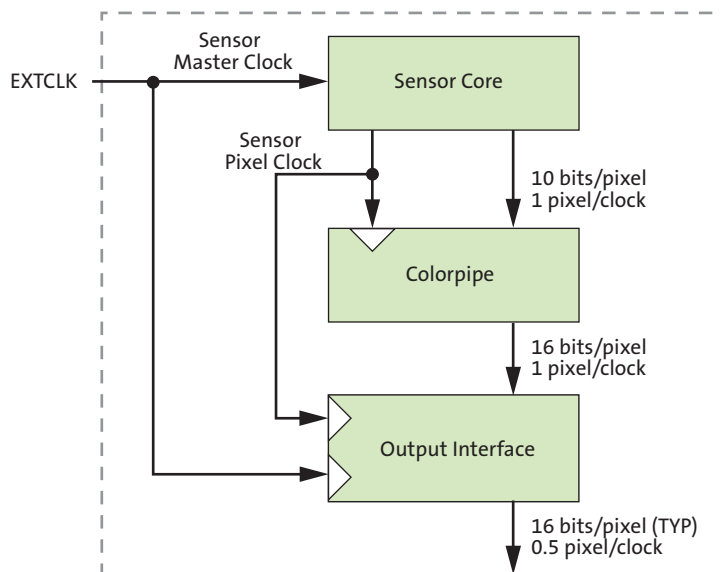 Sensor
Master Clock
EXTCLK
Sensor Core
Sensor
Pixel Clock
10 bits/pixel
1 pixel/clock
Colorpipe
16 bits/pixel
1 pixel/clock
Output Interface
16 bits/pixel (TYP)
0.5 pixel/clock